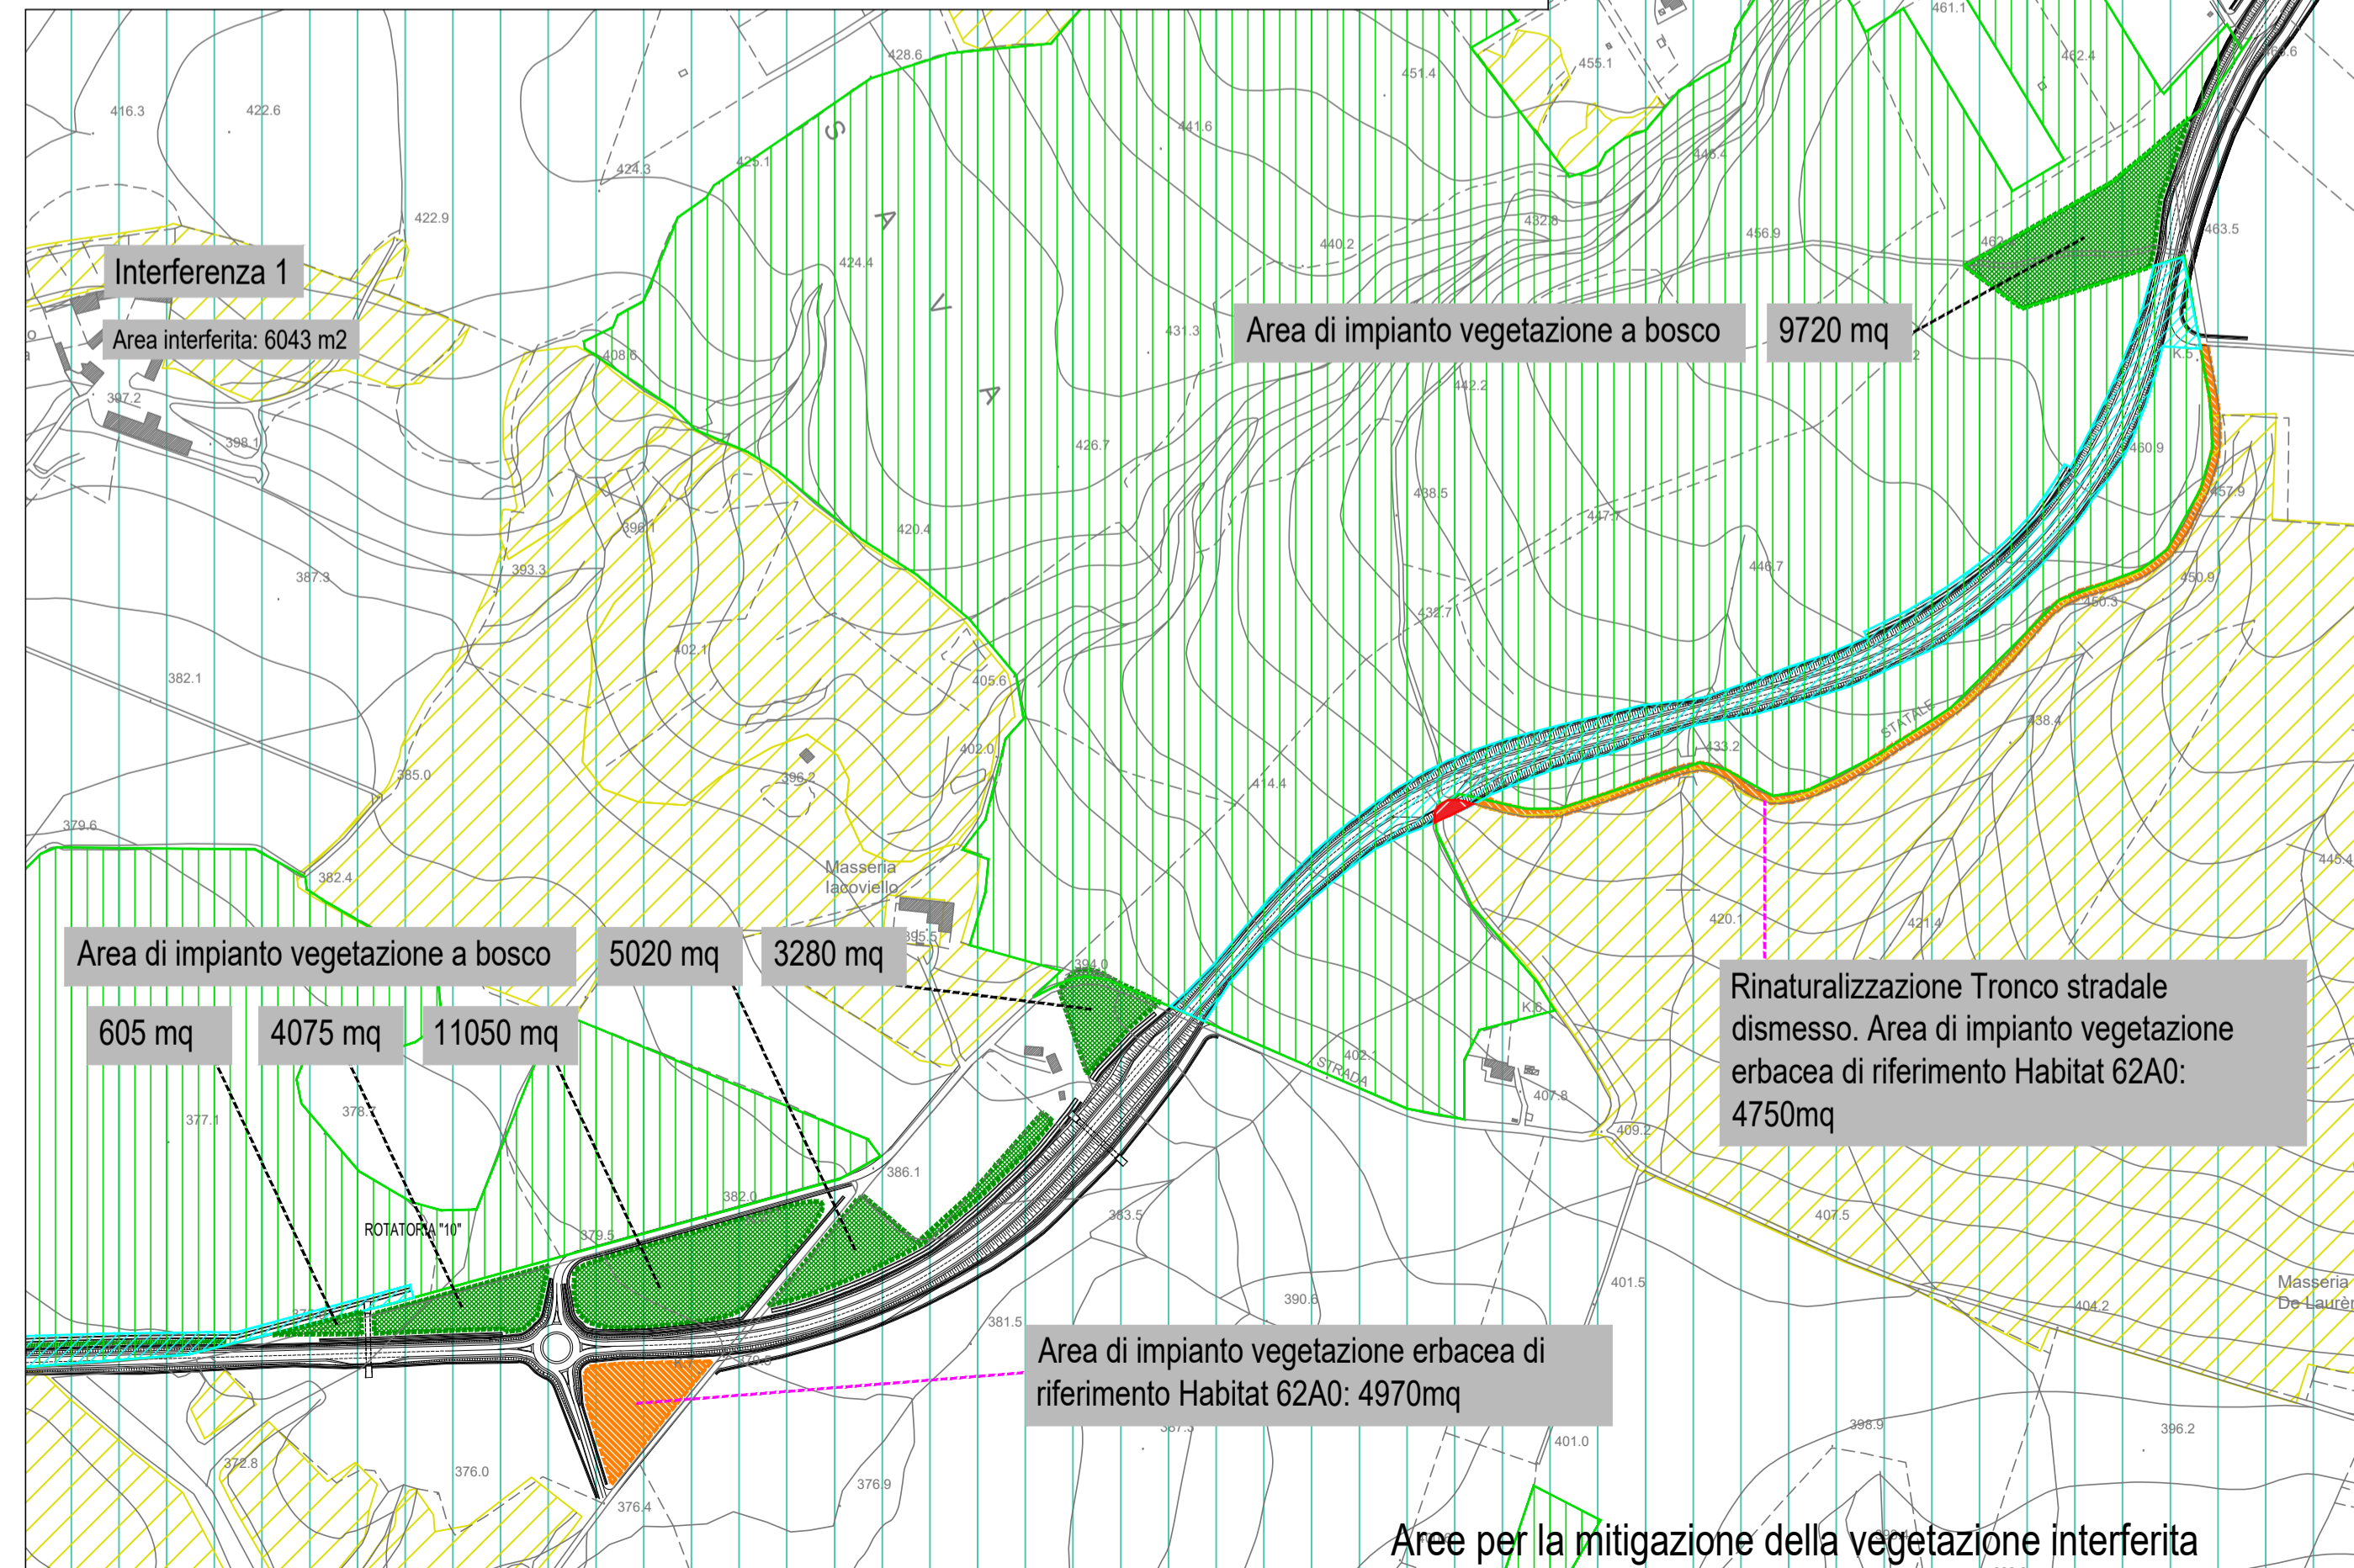 461.1
428.6
455.1
451.4
462.4
416.3
422.6
S
441.6
425.1
446.4
424.3
422.9
A
432.8
456.9
463.5
440.2
424.4
Interferenza 1
V
431.3
Area di impianto vegetazione a bosco
9720 mq
Area interferita: 6043 m2
408.6
K.5
442.2
A
397.2
398.1
426.7
460.9
438.5
457.9
447.7
396.1
420.4
393.3
387.3
446.7
450.9
432.7
450.3
402.1
382.1
405.6
STATALE
438.4
402.0
433.2
385.0
396.2
414.4
379.6
445.4
Masseria
Iacoviello
382.4
420.1
421.4
395.5
Area di impianto vegetazione a bosco
5020 mq
3280 mq
394.0
Rinaturalizzazione Tronco stradale
dismesso. Area di impianto vegetazione
erbacea di riferimento Habitat 62A0:
4750mq
K.6
605 mq
4075 mq
11050 mq
402.1
STRADA
407.8
378.7
377.1
409.2
386.1
382.0
383.5
407.5
ROTATORIA "10"
379.5
401.5
Masseria
390.6
404.2
381.5
Area di impianto vegetazione erbacea di
riferimento Habitat 62A0: 4970mq
398.9
396.2
401.0
372.8
376.0
376.9
376.4
Aree per la mitigazione della vegetazione interferita